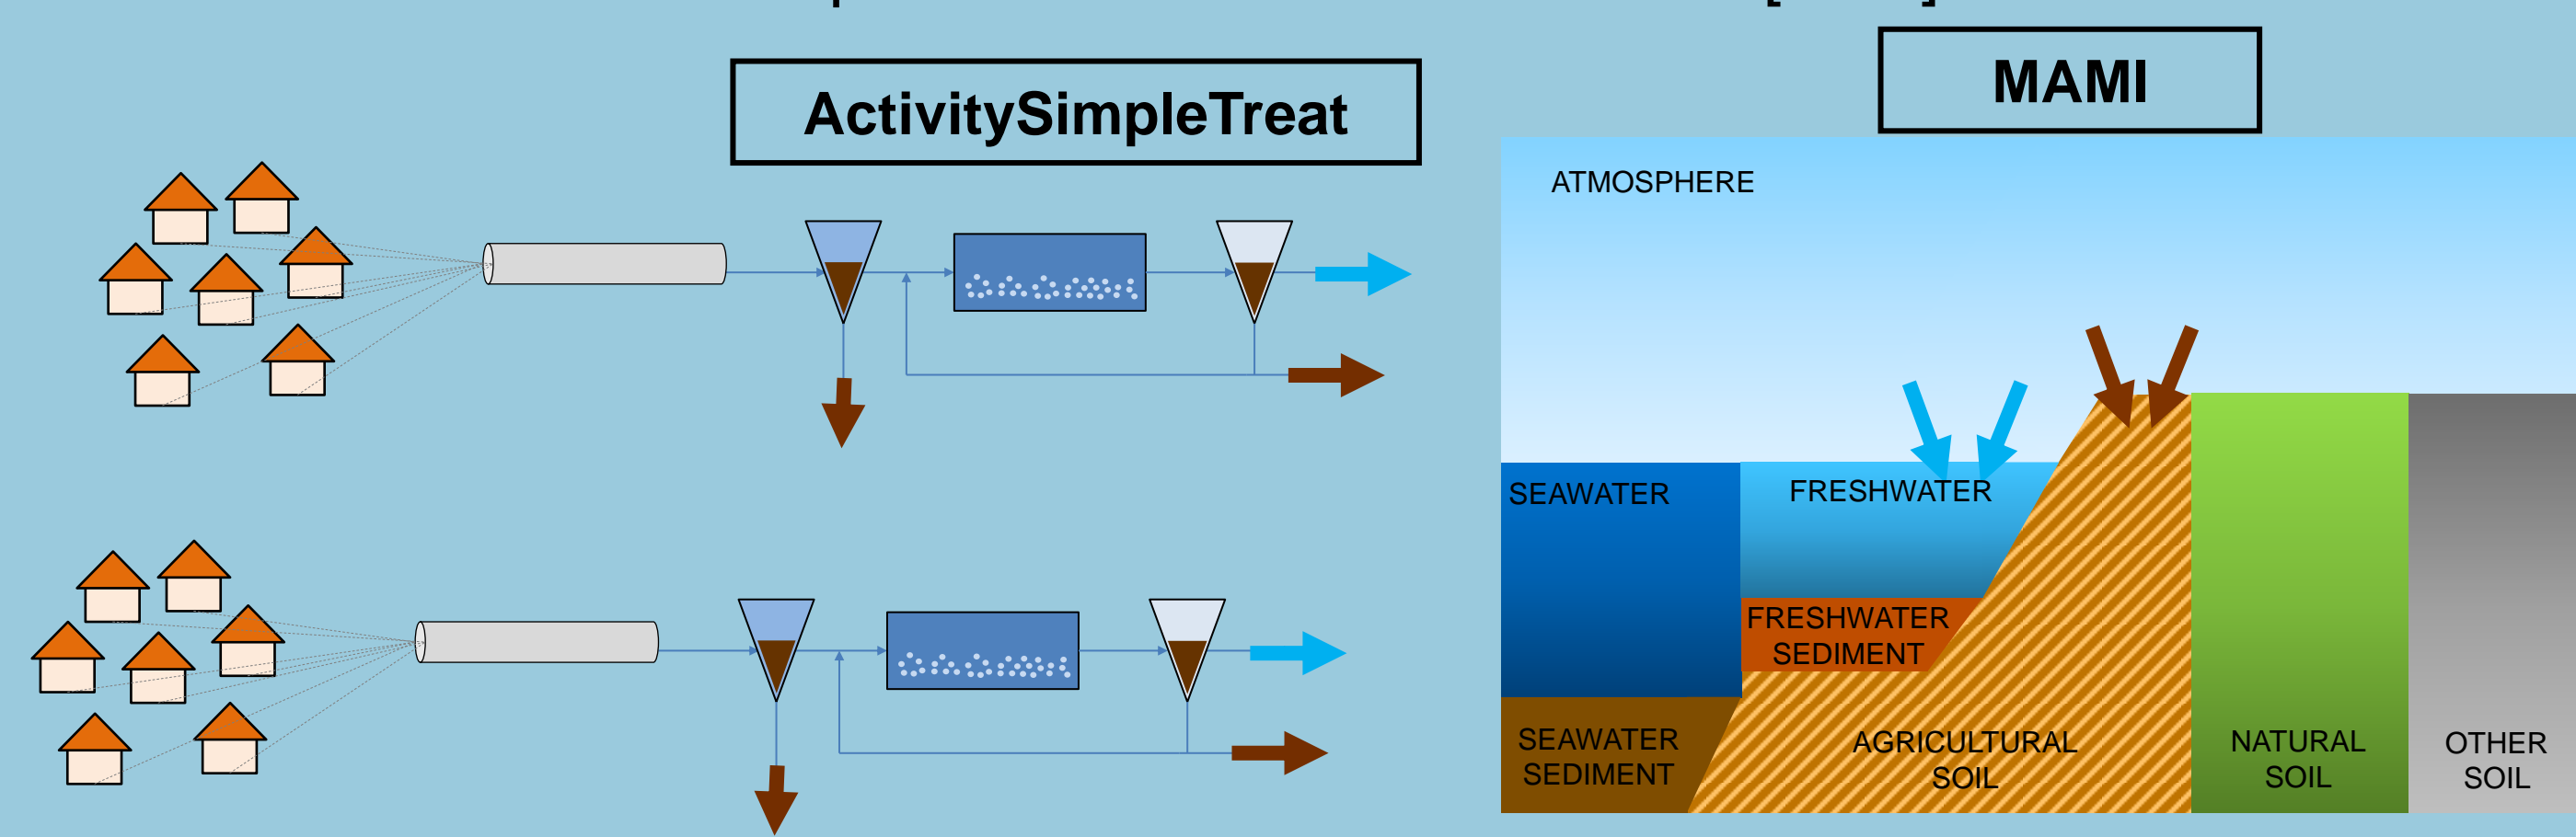 ActivitySimpleTreat
MAMI
ATMOSPHERE
SEAWATER
FRESHWATER
FRESHWATER
SEDIMENT
SEAWATER
SEDIMENT
AGRICULTURAL
SOIL
NATURAL
SOIL
OTHER
SOIL